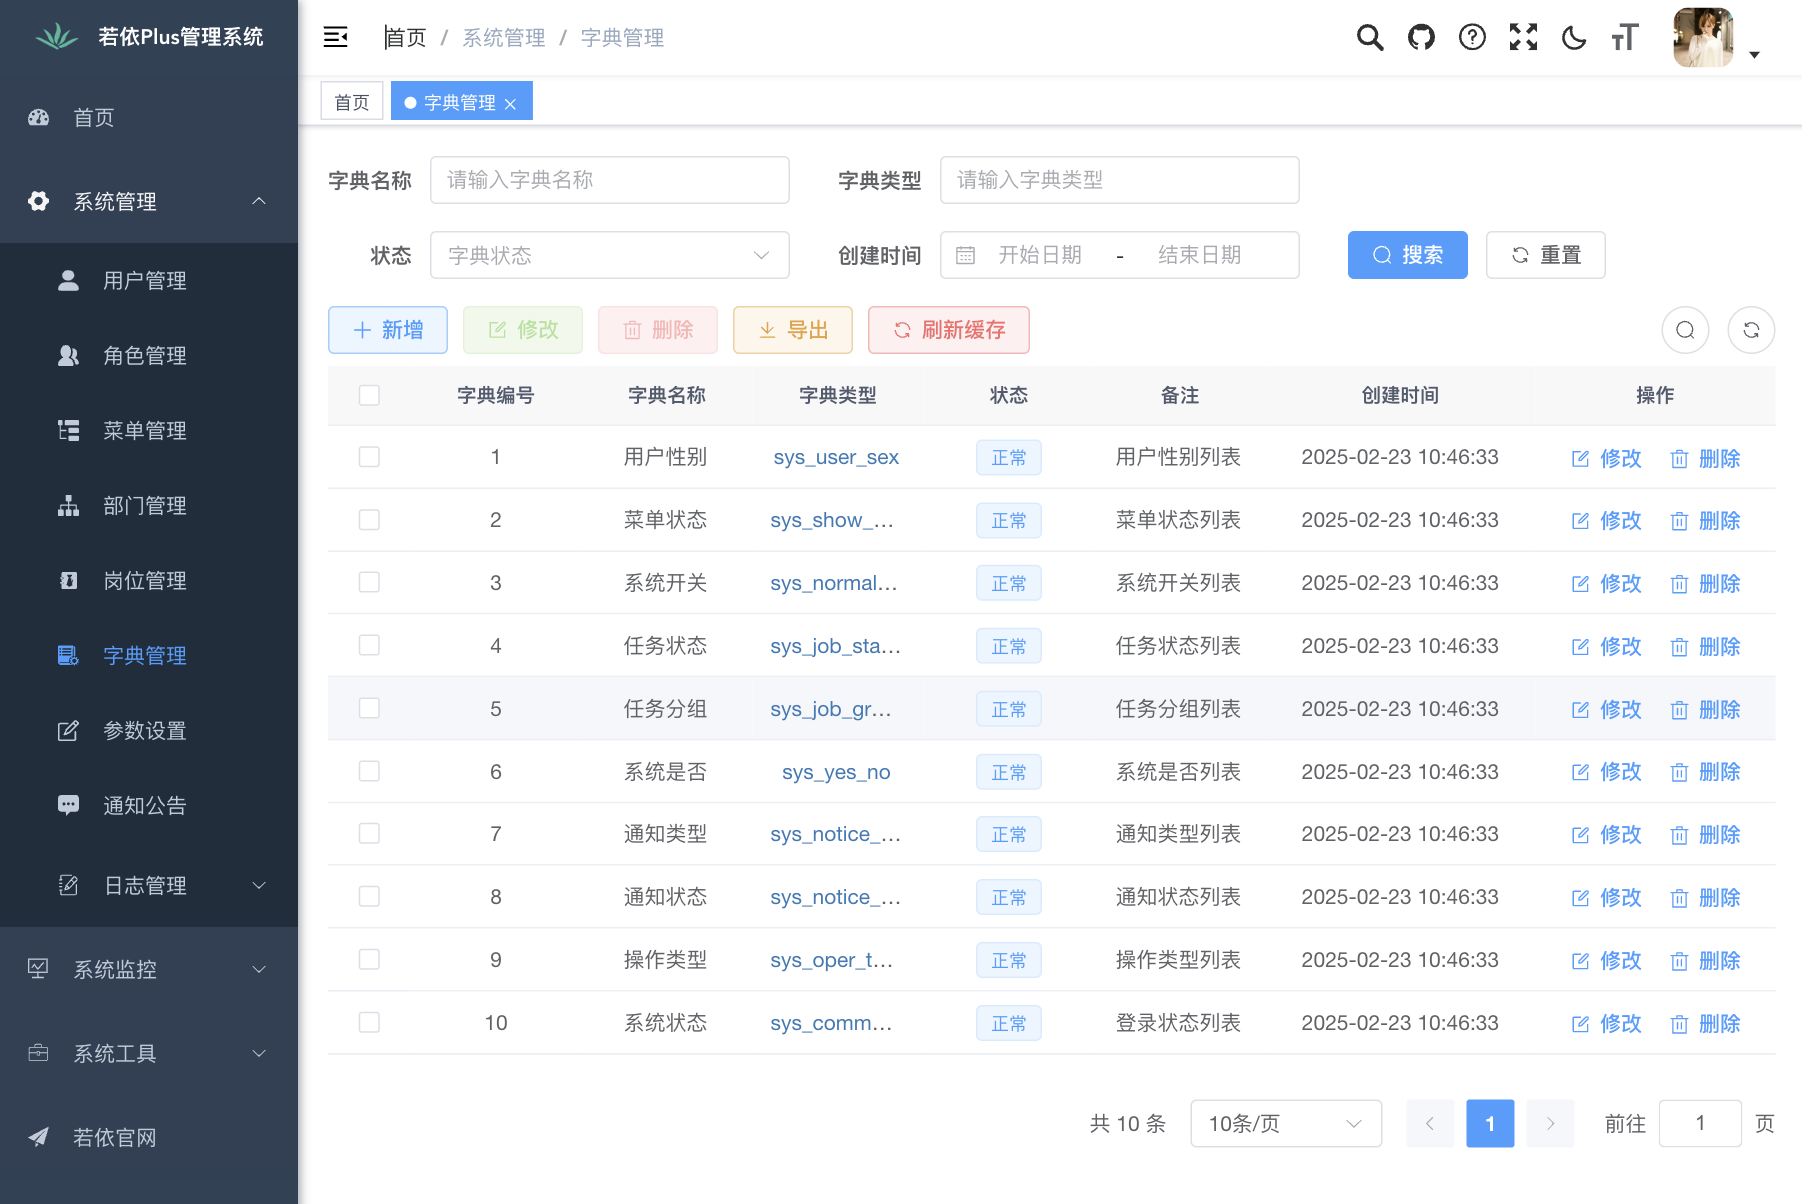 若依Plus管理系统
首页
系统管理
用户管理
角色管理
菜单管理
部门管理
岗位管理
字典管理
参数设置
通知公告
日志管理
系统监控
系统工具
若依官网
首页 / 系统管理 / 字典管理
首页
字典管理
字典名称 请输入字典名称 字典类型 请输入字典类型
状态 字典状态 创建时间 开始日期 - 结束日期 搜索 重置
新增 修改 删除 导出 刷新缓存
字典编号 字典名称 字典类型 状态 备注 创建时间 操作
1 用户性别 sys_user_sex 正常 用户性别列表 2025-02-23 10:46:33 修改 删除
2 菜单状态 sys_show_... 正常 菜单状态列表 2025-02-23 10:46:33 修改 删除
3 系统开关 sys_normal... 正常 系统开关列表 2025-02-23 10:46:33 修改 删除
4 任务状态 sys_job_sta... 正常 任务状态列表 2025-02-23 10:46:33 修改 删除
5 任务分组 sys_job_gr... 正常 任务分组列表 2025-02-23 10:46:33 修改 删除
6 系统是否 sys_yes_no 正常 系统是否列表 2025-02-23 10:46:33 修改 删除
7 通知类型 sys_notice_... 正常 通知类型列表 2025-02-23 10:46:33 修改 删除
8 通知状态 sys_notice_... 正常 通知状态列表 2025-02-23 10:46:33 修改 删除
9 操作类型 sys_oper_t... 正常 操作类型列表 2025-02-23 10:46:33 修改 删除
10 系统状态 sys_comm... 正常 登录状态列表 2025-02-23 10:46:33 修改 删除
共 10 条 10条/页 1 前往 1 页